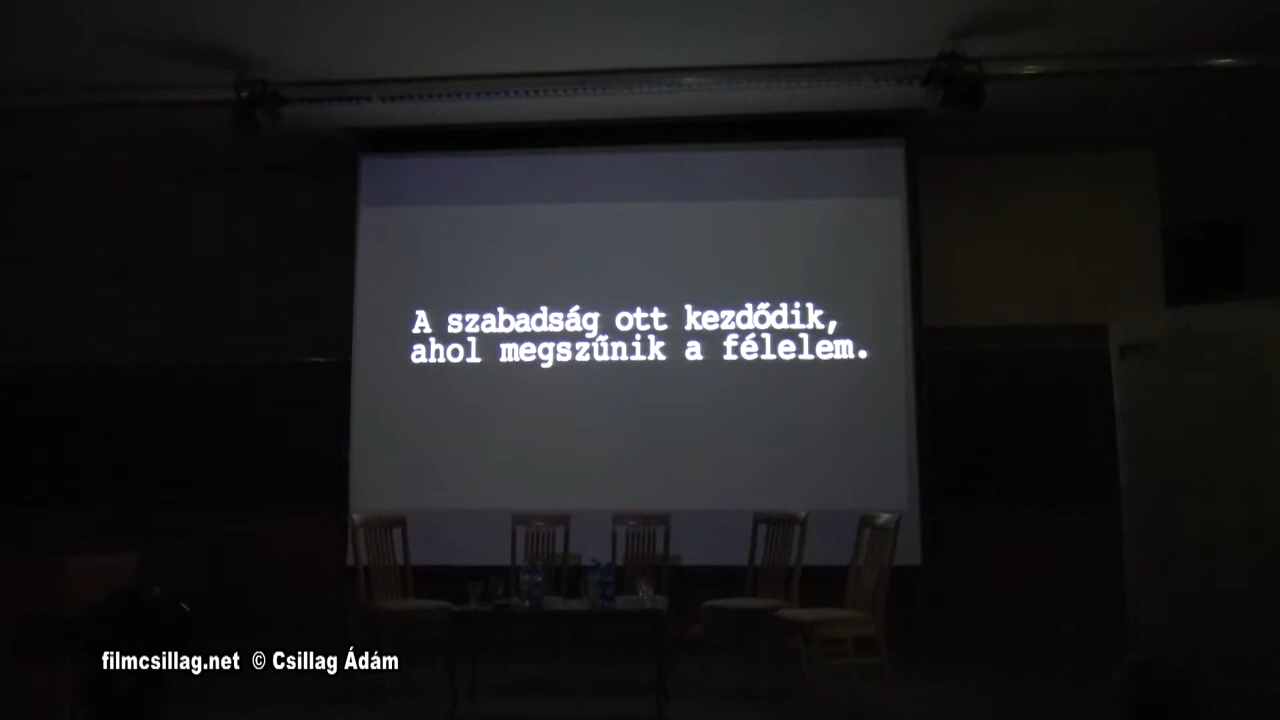 A szabadság ott kezdődik,
ahol megszűnik a félelem.
filmcsillag.net © Csillag Ádám